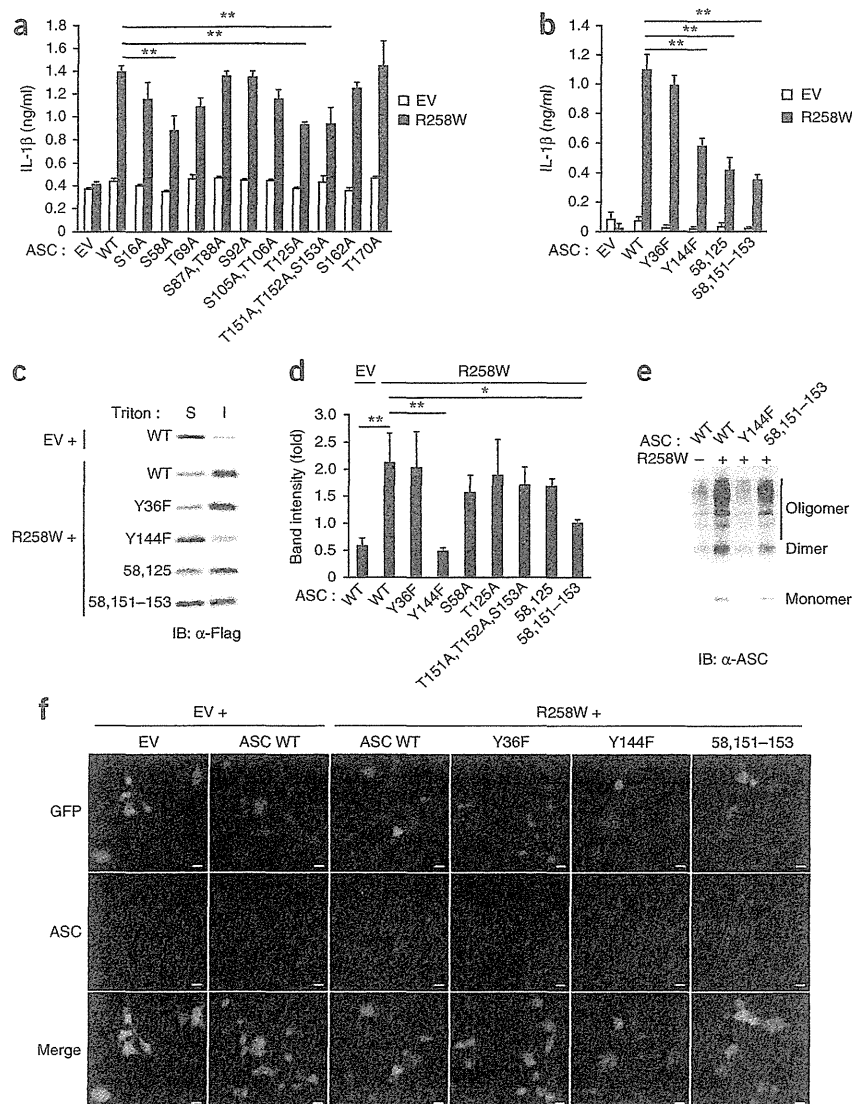 a
**
**
**
1.8
1.6
1.4
1.2
1.0
0.8
0.6
0.4
0.2
0
IL-1β (ng/ml)
EV
R258W
ASC :
EV
WT
S16A
S58A
T69A
S87A,T88A
S92A
S105A,T106A
T125A
T151A,T152A,S153A
S162A
T170A
b
**
**
**
1.4
1.2
1.0
0.8
0.6
0.4
0.2
0
IL-1β (ng/ml)
EV
R258W
ASC :
EV
WT
Y36F
Y144F
58,125
58,151–153
c
Triton : S I
EV + WT
R258W +
WT
Y36F
Y144F
58,125
58,151–153
IB: α-Flag
d
EV R258W
*
** **
3.0
2.5
2.0
1.5
1.0
0.5
0
Band intensity (fold)
ASC :
WT
WT
Y36F
Y144F
S58A
T125A
T151A,T152A,S153A
58,125
58,151–153
e
ASC : WT WT Y144F 58,151–153
R258W − + + +
Oligomer
Dimer
Monomer
IB: α-ASC
f
EV + R258W +
EV ASC WT ASC WT Y36F Y144F 58,151–153
GFP
ASC
Merge